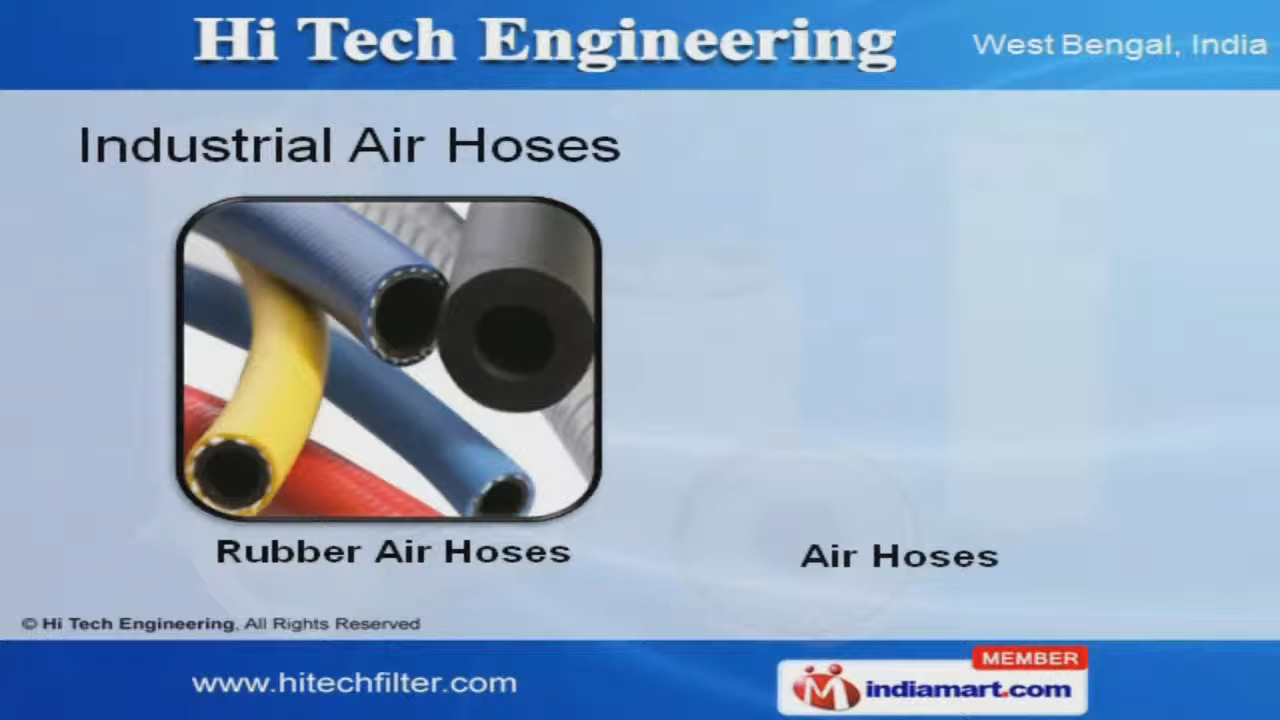 Hi Tech Engineering
West Bengal, India
Industrial Air Hoses
Rubber Air Hoses
Air Hoses
© Hi Tech Engineering, All Rights Reserved
www.hitechfilter.com
MEMBER
indiamart.com